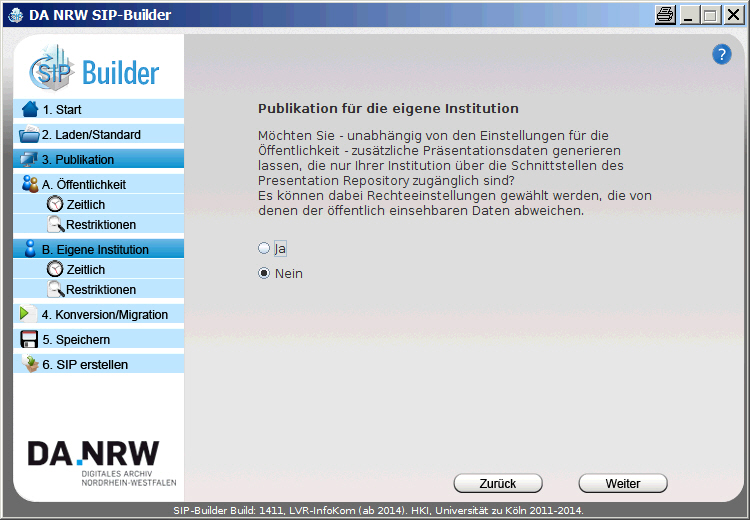 DA NRW SIP-Builder
?
SIP Builder
1. Start
2. Laden/Standard
3. Publikation
A. Öffentlichkeit
Zeitlich
Restriktionen
B. Eigene Institution
Zeitlich
Restriktionen
4. Konversion/Migration
5. Speichern
6. SIP erstellen
DA.NRW
DIGITALES ARCHIV
NORDRHEIN-WESTFALEN
Publikation für die eigene Institution
Möchten Sie - unabhängig von den Einstellungen für die
Öffentlichkeit - zusätzliche Präsentationsdaten generieren
lassen, die nur Ihrer Institution über die Schnittstellen des
Presentation Repository zugänglich sind?
Es können dabei Rechteeinstellungen gewählt werden, die von
denen der öffentlich einsehbaren Daten abweichen.
Ja
Nein
Zurück
Weiter
SIP-Builder Build: 1411, LVR-InfoKom (ab 2014). HKI, Universität zu Köln 2011-2014.